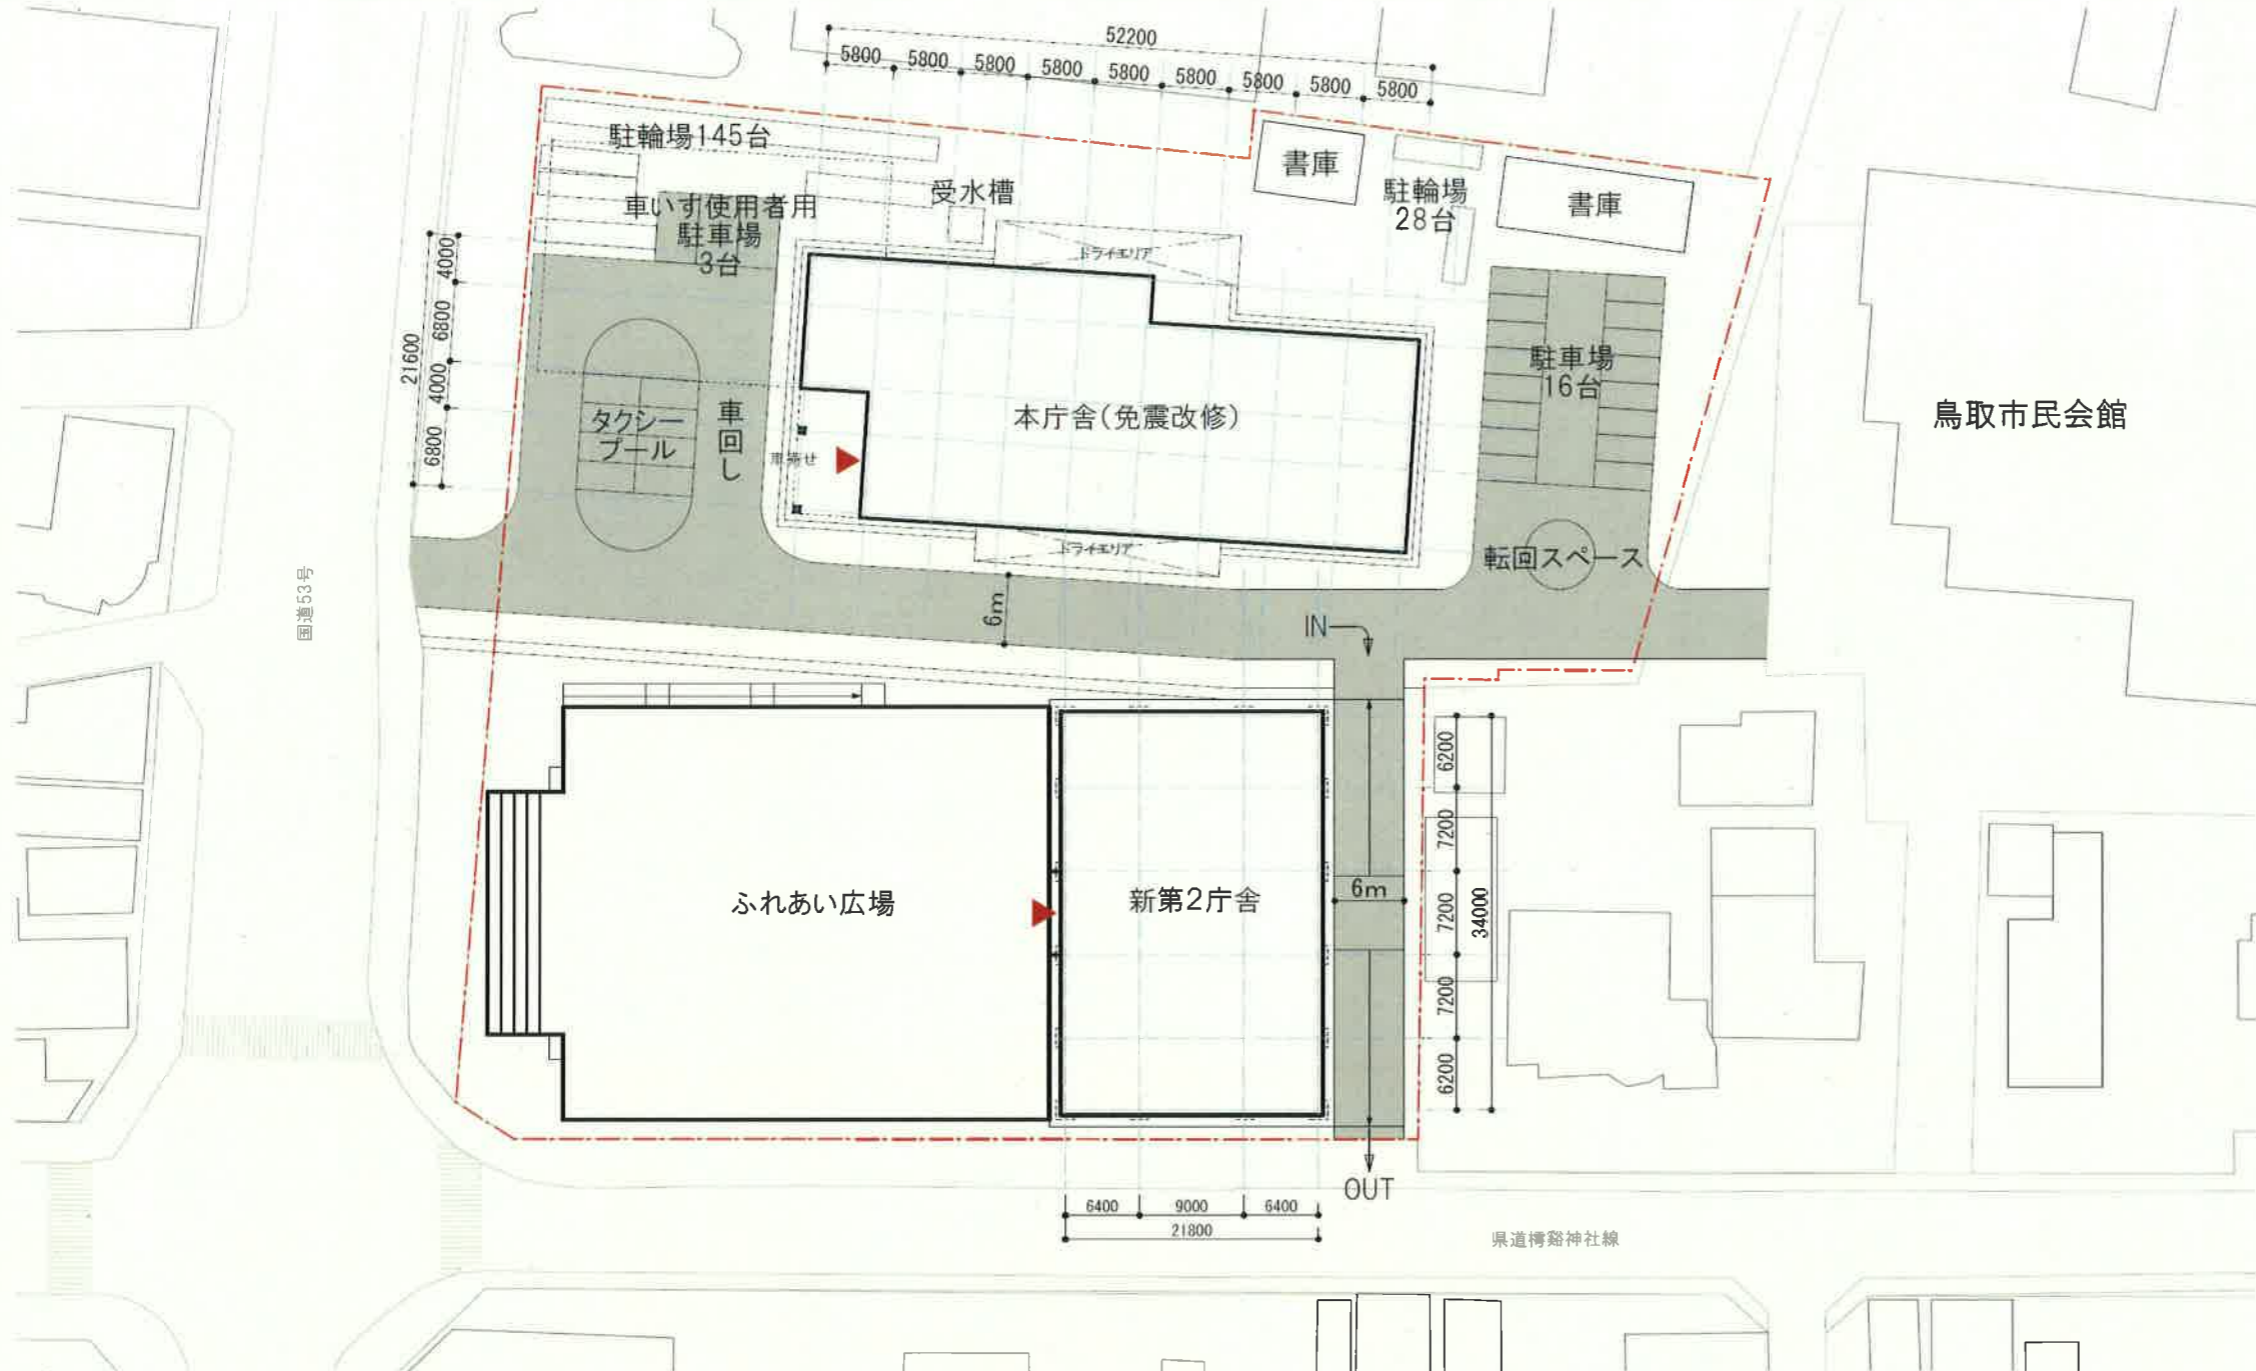 52200
5800
5800
5800
5800
5800
5800
5800
5800
5800
駐輪場145台
受水槽
車いす使用者用
駐車場
3台
書庫
駐輪場
28台
書庫
ドライエリア
4000
6800
4000
6800
21600
タクシー
プール
車回し
車寄せ
本庁舎(免震改修)
駐車場
16台
鳥取市民会館
ドライエリア
転回スペース
国道53号
6m
IN
ふれあい広場
新第2庁舎
6m
6200
7200
7200
7200
6200
34000
OUT
6400
9000
6400
21800
県道樗谿神社線